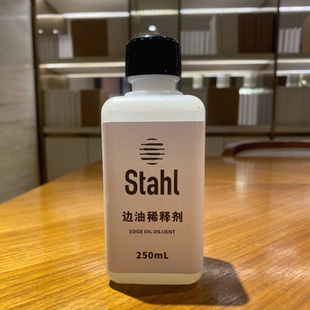 Stahl
边油稀释剂
EDGE OIL DILUENT
250mL